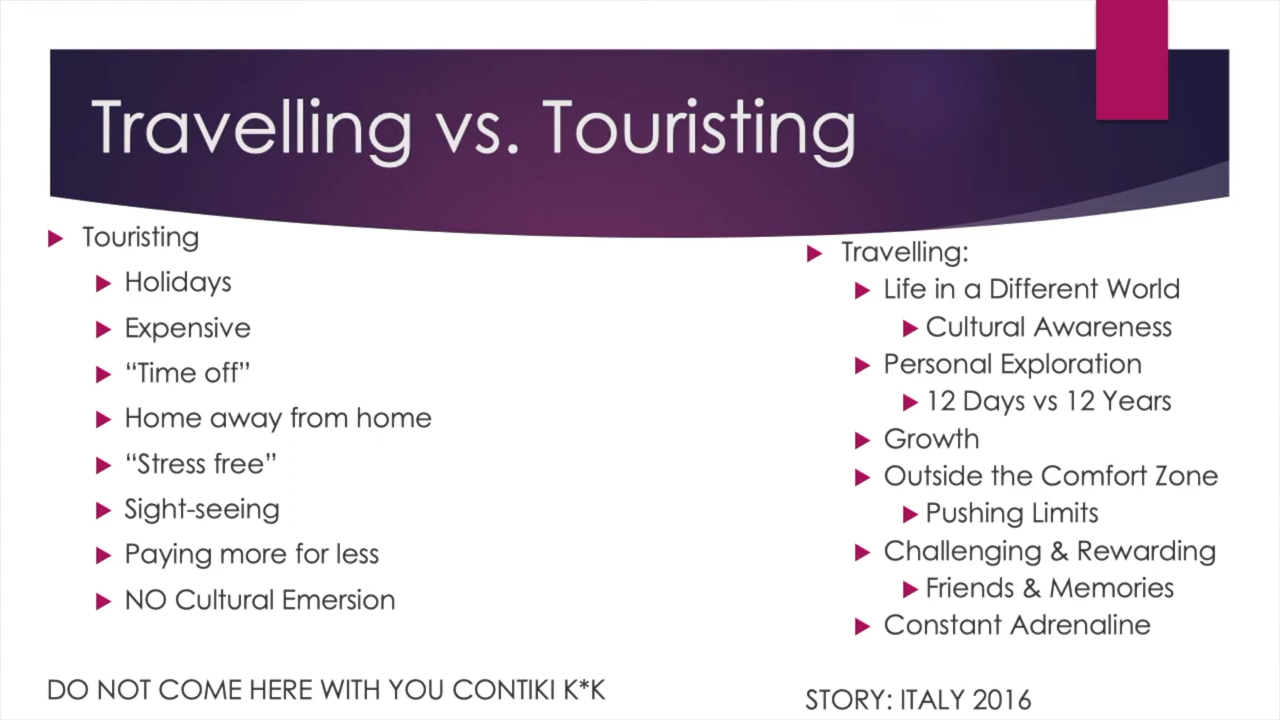 Travelling vs. Touristing
Touristing
Holidays
Expensive
“Time off”
Home away from home
“Stress free”
Sight-seeing
Paying more for less
NO Cultural Emersion
DO NOT COME HERE WITH YOU CONTIKI K*K
Travelling:
Life in a Different World
Cultural Awareness
Personal Exploration
12 Days vs 12 Years
Growth
Outside the Comfort Zone
Pushing Limits
Challenging & Rewarding
Friends & Memories
Constant Adrenaline
STORY: ITALY 2016